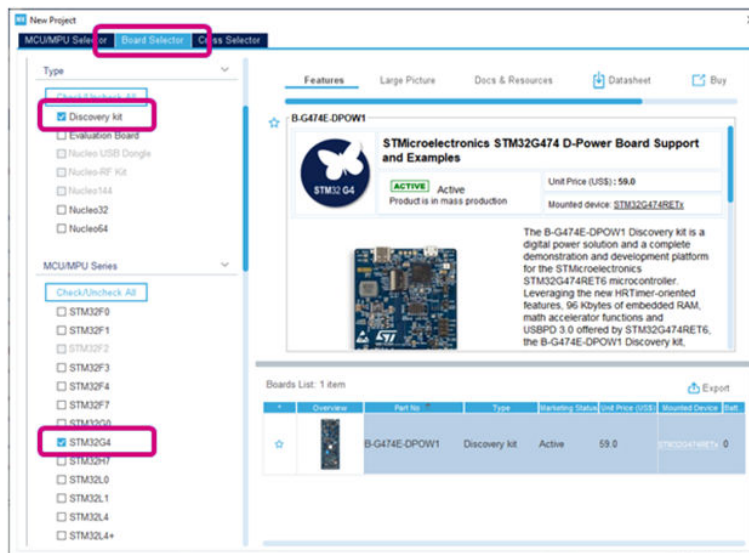 MX New Project
MCU/MPU Selector Board Selector Cross Selector
Type
Check/Uncheck All
Discovery kit
Evaluation Board
Nucleo USB Dongle
Nucleo-RF Kit
Nucleo144
Nucleo32
Nucleo64
MCU/MPU Series
Check/Uncheck All
STM32F0
STM32F1
STM32F2
STM32F3
STM32F4
STM32F7
STM32G0
STM32G4
STM32H7
STM32L0
STM32L1
STM32L4
STM32L4+
Features Large Picture Docs & Resources Datasheet Buy
B-G474E-DPOW1
STM32 G4
STMicroelectronics STM32G474 D-Power Board Support
and Examples
ACTIVE Active
Product is in mass production
Unit Price (US$) : 59.0
Mounted device: STM32G474RETx
The B-G474E-DPOW1 Discovery kit is a
digital power solution and a complete
demonstration and development platform
for the STMicroelectronics
STM32G474RET6 microcontroller.
Leveraging the new HRTimer-oriented
features, 96 Kbytes of embedded RAM,
math accelerator functions and
USBPD 3.0 offered by STM32G474RET6,
the B-G474E-DPOW1 Discovery kit,
Boards List: 1 item
Export
* Overview Part No Type Marketing Status Unit Price (US$) Mounted Device Batt...
B-G474E-DPOW1 Discovery kit Active 59.0 STM32G474RETx 0